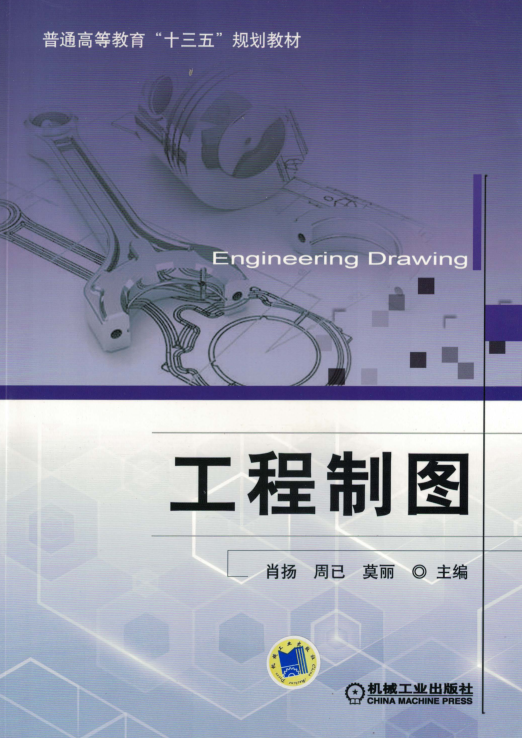 普通高等教育“十三五”规划教材
Engineering Drawing
工程制图
肖扬 周已 莫丽 ◎ 主编
机械工业出版社
CHINA MACHINE PRESS